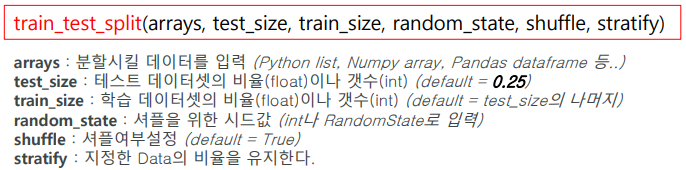 train_test_split(arrays, test_size, train_size, random_state, shuffle, stratify)
arrays : 분할시킬 데이터를 입력 (Python list, Numpy array, Pandas dataframe 등..)
test_size : 테스트 데이터셋의 비율(float)이나 갯수(int) (default = 0.25)
train_size : 학습 데이터셋의 비율(float)이나 갯수(int) (default = test_size의 나머지)
random_state : 셔플을 위한 시드값 (int나 RandomState로 입력)
shuffle : 셔플여부설정 (default = True)
stratify : 지정한 Data의 비율을 유지한다.